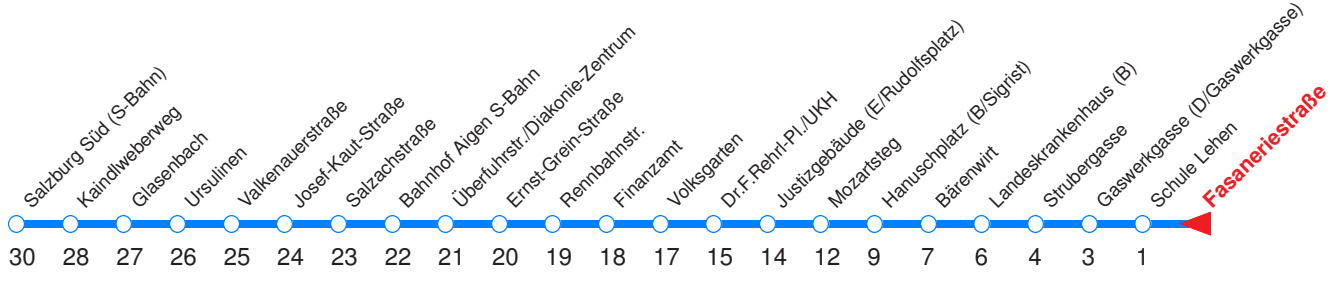 Salzburg Süd (S-Bahn)
Kaindlweberweg
Glasenbach
Ursulinen
Valkenauerstraße
Josef-Kaut-Straße
Salzachstraße
Bahnhof Aigen S-Bahn
Überfuhrstr./Diakonie-Zentrum
Ernst-Grein-Straße
Rennbahnstr.
Finanzamt
Volksgarten
Dr.F.Rehrl-Pl./UKH
Justizgebäude (E/Rudolfsplatz)
Mozartsteg
Hanuschplatz (B/Sigrist)
Bärenwirt
Landeskrankenhaus (B)
Strubergasse
Gaswerkgasse (D/Gaswerkgasse)
Schule Lehen
Fasaneriestraße
30 28 27 26 25 24 23 22 21 20 19 18 17 15 14 12 9 7 6 4 3 1